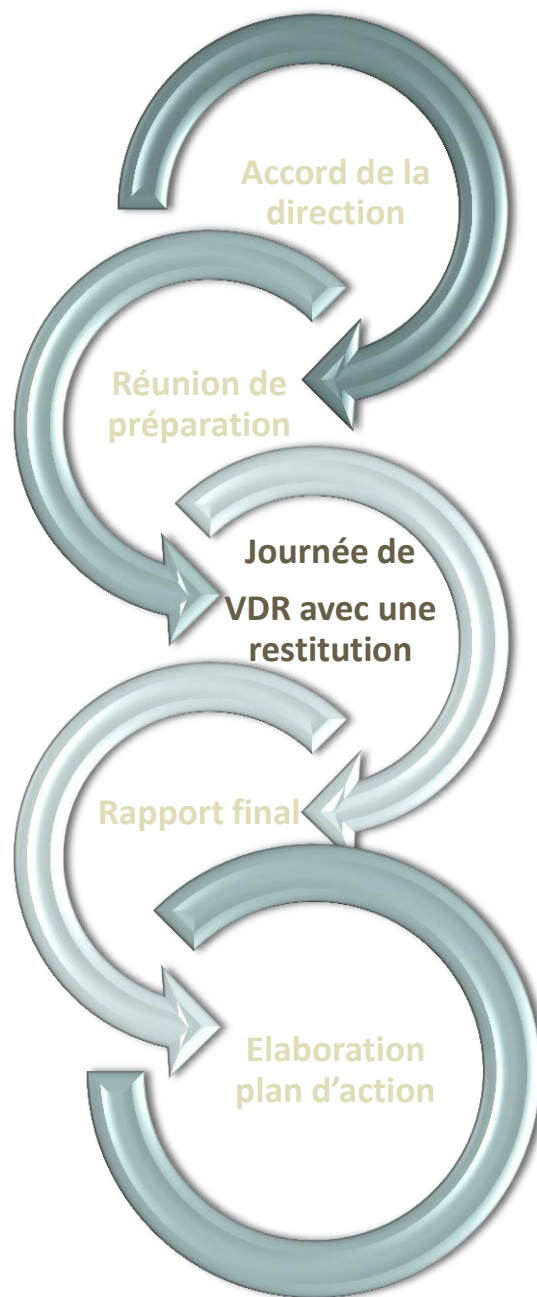 Accord de la
direction
Réunion de
préparation
Journée de
VDR avec une
restitution
Rapport final
Elaboration
plan d’action